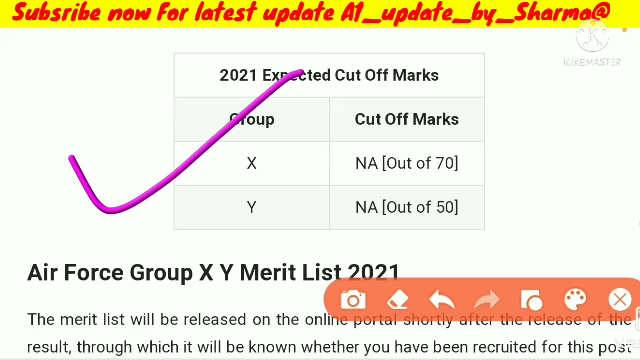 Subsribe now For latest update A1_update_by_Sharma@
KINEMASTER
2021 Expected Cut Off Marks
Group Cut Off Marks
X NA [Out of 70]
Y NA [Out of 50]
Air Force Group X Y Merit List 2021
The merit list will be released on the online portal shortly after the release of the
result, through which it will be known whether you have been recruited for this post